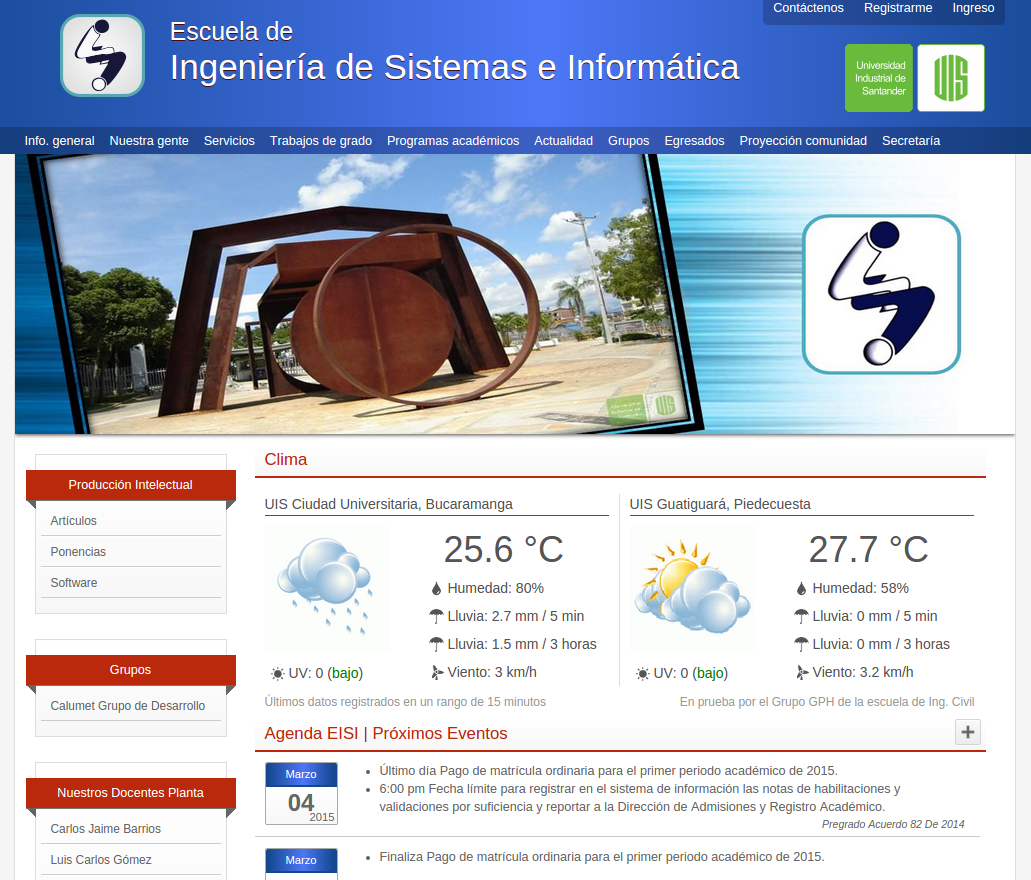 Contáctenos Registrarme Ingreso
Escuela de
Ingeniería de Sistemas e Informática
Universidad
Industrial de
Santander
UIS
Info. general Nuestra gente Servicios Trabajos de grado Programas académicos Actualidad Grupos Egresados Proyección comunidad Secretaría
Producción Intelectual
Artículos
Ponencias
Software
Grupos
Calumet Grupo de Desarrollo
Nuestros Docentes Planta
Carlos Jaime Barrios
Luis Carlos Gómez
Clima
UIS Ciudad Universitaria, Bucaramanga
25.6 °C
Humedad: 80%
Lluvia: 2.7 mm / 5 min
Lluvia: 1.5 mm / 3 horas
UV: 0 (bajo) Viento: 3 km/h
UIS Guatiguará, Piedecuesta
27.7 °C
Humedad: 58%
Lluvia: 0 mm / 5 min
Lluvia: 0 mm / 3 horas
UV: 0 (bajo) Viento: 3.2 km/h
Últimos datos registrados en un rango de 15 minutos En prueba por el Grupo GPH de la escuela de Ing. Civil
Agenda EISI | Próximos Eventos
Marzo
04
2015
Último día Pago de matrícula ordinaria para el primer periodo académico de 2015.
6:00 pm Fecha límite para registrar en el sistema de información las notas de habilitaciones y
validaciones por suficiencia y reportar a la Dirección de Admisiones y Registro Académico.
Pregrado Acuerdo 82 De 2014
Marzo
Finaliza Pago de matrícula ordinaria para el primer periodo académico de 2015.